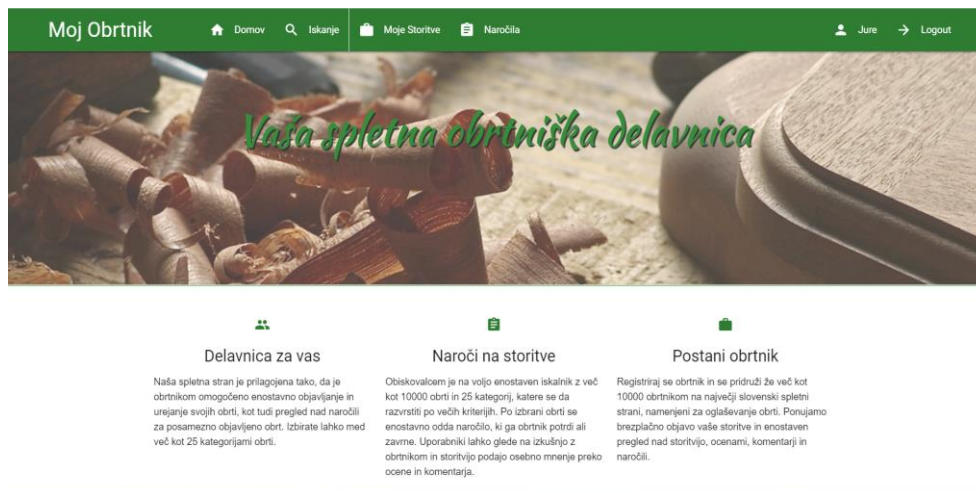 Moj Obrtnik
Domov
Iskanje
Moje Storitve
Naročila
Jure
Logout
Vaša spletna obrtniška delavnica
Delavnica za vas
Naša spletna stran je prilagojena tako, da je
obrtnikom omogočeno enostavno objavljanje in
urejanje svojih obrti, kot tudi pregled nad naročili
za posamezno objavljeno obrt. Izbirate lahko med
več kot 25 kategorijami obrti.
Naroči na storitve
Obiskovalcem je na voljo enostaven iskalnik z več
kot 10000 obrti in 25 kategorij, katere se da
razvrstiti po večih kriterijih. Po izbrani obrti se
enostavno odda naročilo, ki ga obrtnik potrdi ali
zavrne. Uporabniki lahko glede na izkušnjo z
obrtnikom in storitvijo podajo osebno mnenje preko
ocene in komentarja.
Postani obrtnik
Registriraj se obrtnik in se pridruži že več kot
10000 obrtnikom na največji slovenski spletni
strani, namenjeni za oglaševanje obrti. Ponujamo
brezplačno objavo vaše storitve in enostaven
pregled nad storitvijo, ocenami, komentarji in
naročili.